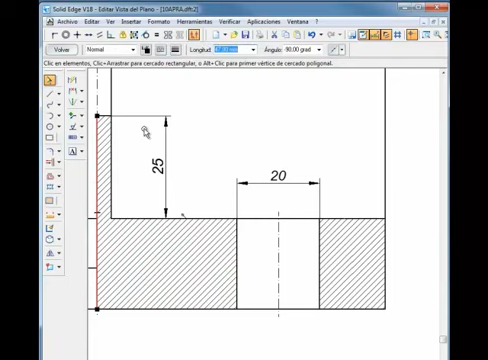 Solid Edge V18 - Editar Vista del Plano - [10APRA.dft:2]
Archivo Editar Ver Insertar Formato Herramientas Verificar Aplicaciones Ventana ?
Volver Normal Longitud: Ángulo: -90,00 grad
Clic en elementos, Clic+Arrastrar para cercado rectangular, o Alt+Clic para primer vértice de cercado poligonal.
25
20
A